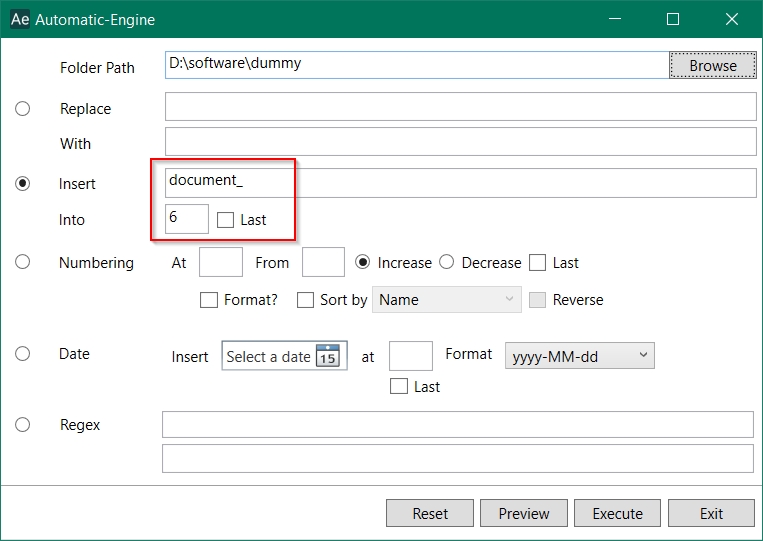 Ae Automatic-Engine
Folder Path D:\software\dummy Browse
Replace
With
Insert document_
Into 6 Last
Numbering At From Increase Decrease Last
Format? Sort by Name Reverse
Date Insert Select a date 15 at Format yyyy-MM-dd
Last
Regex
Reset Preview Execute Exit